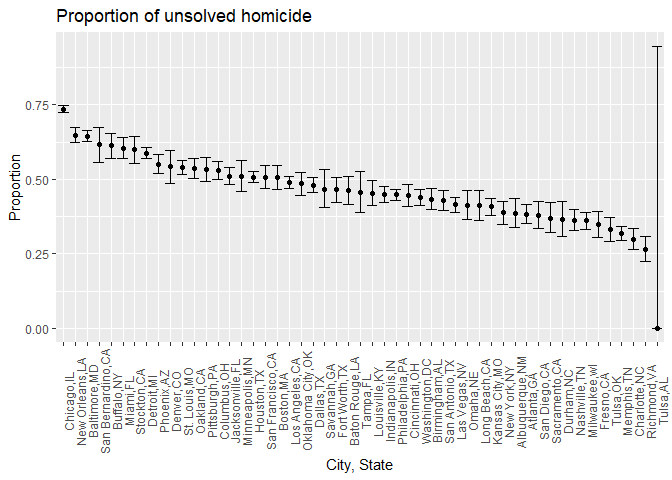 Proportion of unsolved homicide
Proportion
0.75
0.50
0.25
0.00
Chicago,IL
New Orleans,LA
Baltimore,MD
San Bernardino,CA
Buffalo,NY
Miami,FL
Stockton,CA
Detroit,MI
Phoenix,AZ
Denver,CO
St. Louis,MO
Oakland,CA
Pittsburgh,PA
Columbus,OH
Jacksonville,FL
Minneapolis,MN
Houston,TX
San Francisco,CA
Boston,MA
Los Angeles,CA
Oklahoma City,OK
Dallas,TX
Savannah,GA
Fort Worth,TX
Baton Rouge,LA
Tampa,FL
Louisville,KY
Indianapolis,IN
Philadelphia,PA
Cincinnati,OH
Washington,DC
Birmingham,AL
San Antonio,TX
Las Vegas,NV
Omaha,NE
Long Beach,CA
Kansas City,MO
New York,NY
Albuquerque,NM
Atlanta,GA
San Diego,CA
Sacramento,CA
Durham,NC
Nashville,TN
Milwaukee,wI
Fresno,CA
Tulsa,OK
Memphis,TN
Charlotte,NC
Richmond,VA
Tulsa,AL
City, State